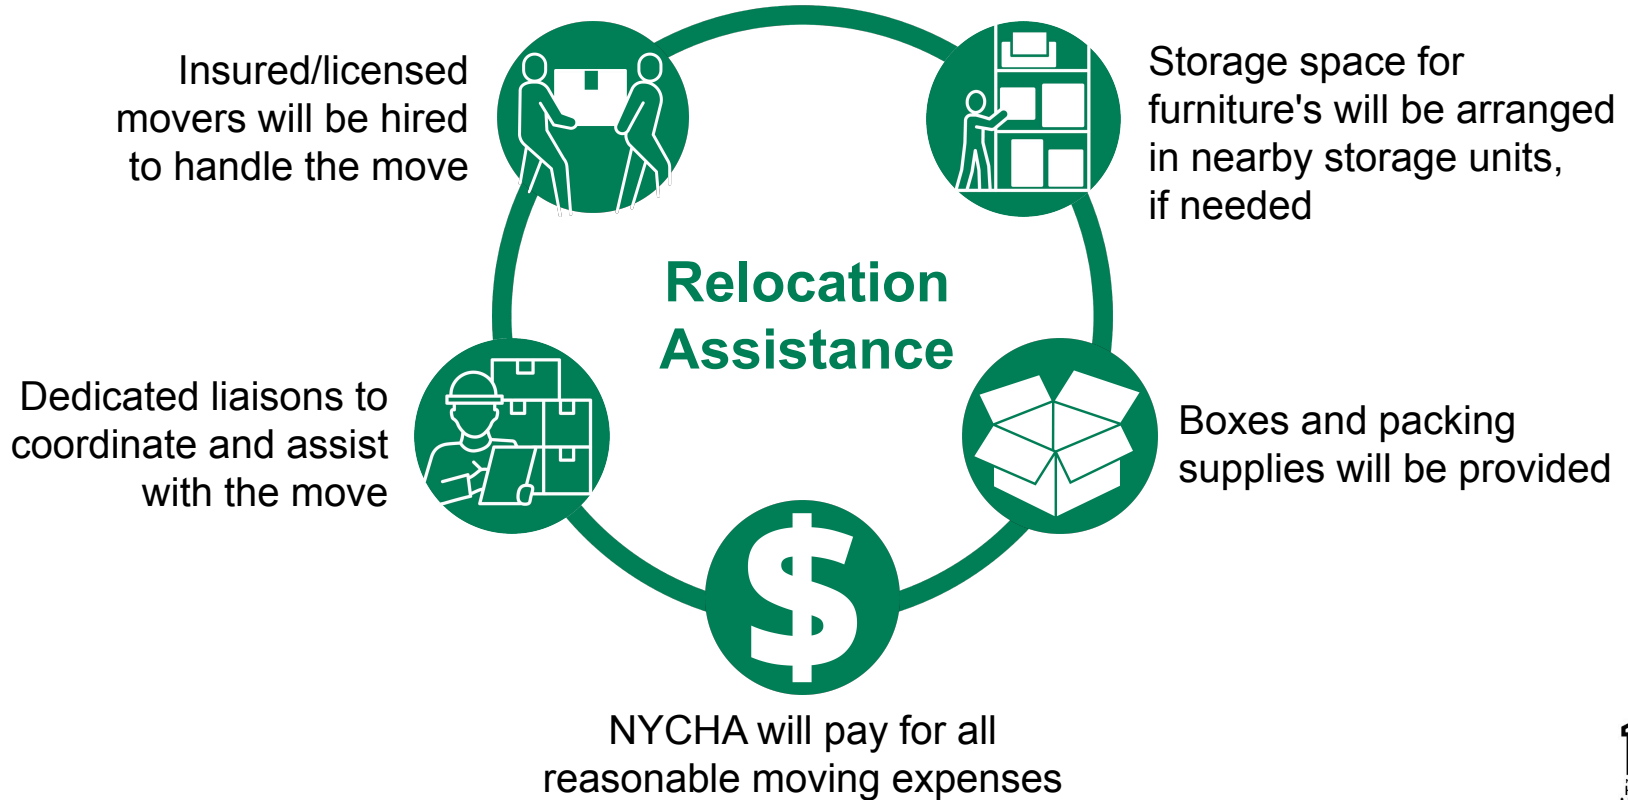 Insured/licensed
movers will be hired
to handle the move
Storage space for
furniture's will be arranged
in nearby storage units,
if needed
Relocation
Assistance
Dedicated liaisons to
coordinate and assist
with the move
Boxes and packing
supplies will be provided
$
NYCHA will pay for all
reasonable moving expenses